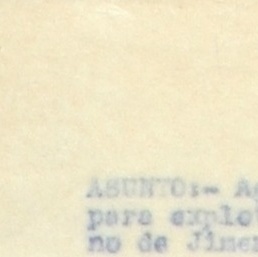 ASUNTO:- Ag
para explot
no de Jimen